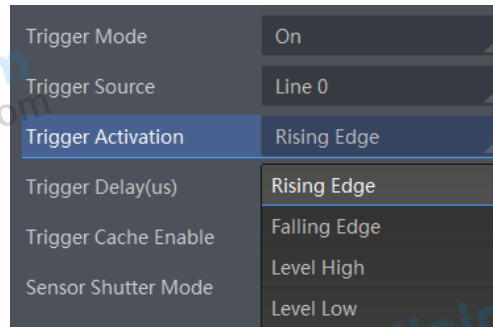 Trigger Mode On
Trigger Source Line 0
Trigger Activation Rising Edge
Trigger Delay(us) Rising Edge
Trigger Cache Enable Falling Edge
Level High
Sensor Shutter Mode
Level Low